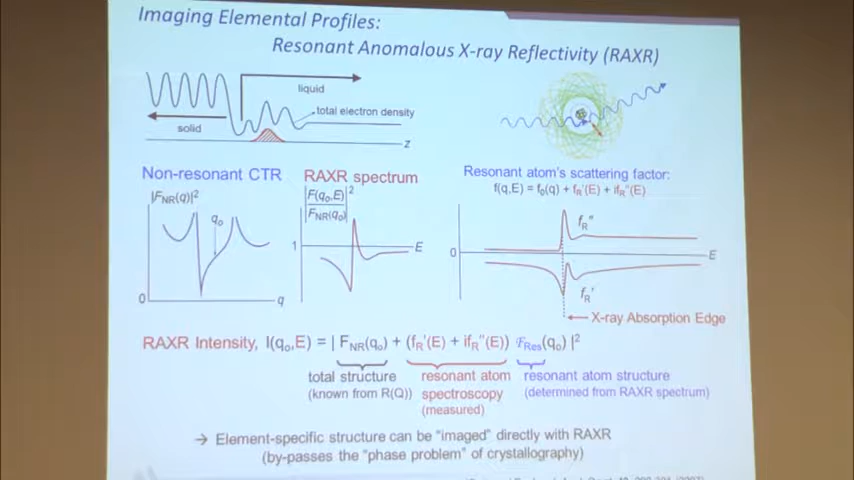 Imaging Elemental Profiles:
Resonant Anomalous X-ray Reflectivity (RAXR)
liquid
total electron density
solid
z
Non-resonant CTR
RAXR spectrum
Resonant atom's scattering factor:
f(q,E) = f₀(q) + f_R'(E) + if_R"(E)
|F_NR(q)|²
|F(q₀,E)/F_NR(q₀)|²
q₀
1
E
0
q
0
f_R"
E
f_R'
X-ray Absorption Edge
RAXR Intensity, I(q₀,E) = | F_NR(q₀) + (f_R'(E) + if_R"(E)) F_Res(q₀) |²
total structure
(known from R(Q))
resonant atom
spectroscopy
(measured)
resonant atom structure
(determined from RAXR spectrum)
→ Element-specific structure can be "imaged" directly with RAXR
(by-passes the "phase problem" of crystallography)